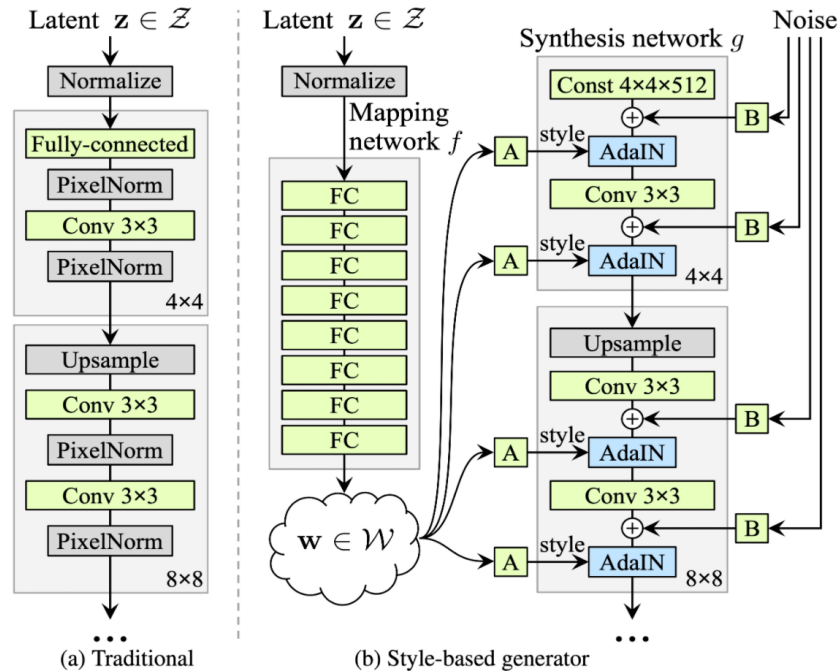 Latent z ∈ 𝒵
Normalize
Fully-connected
PixelNorm
Conv 3×3
PixelNorm
4×4
Upsample
Conv 3×3
PixelNorm
Conv 3×3
PixelNorm
8×8
...
(a) Traditional
Latent z ∈ 𝒵
Normalize
Mapping
network f
FC
FC
FC
FC
FC
FC
FC
FC
w ∈ 𝒲
Synthesis network g
Noise
Const 4×4×512
B
A
style
AdaIN
Conv 3×3
B
A
style
AdaIN
4×4
Upsample
Conv 3×3
B
A
style
AdaIN
Conv 3×3
B
A
style
AdaIN
8×8
...
(b) Style-based generator